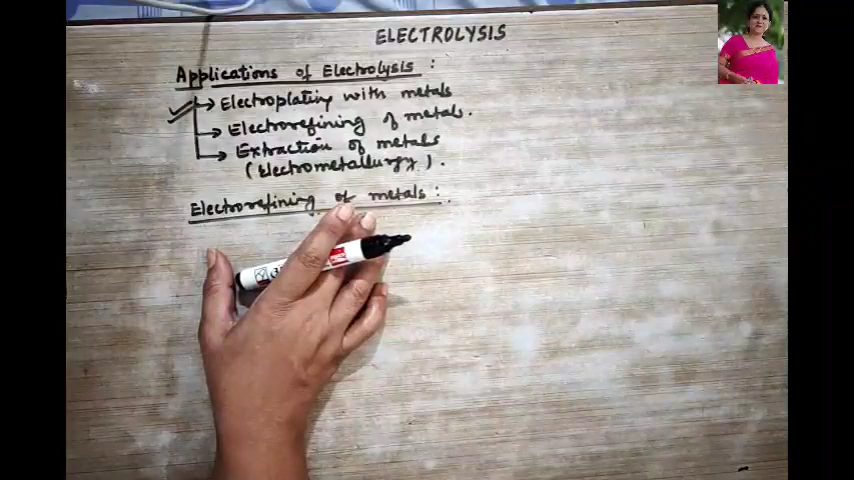 ELECTROLYSIS
Applications of Electrolysis :
→ Electroplating with metals
→ Electrorefining of metals.
→ Extraction of metals
(Electrometallurgy).
Electrorefining of metals :